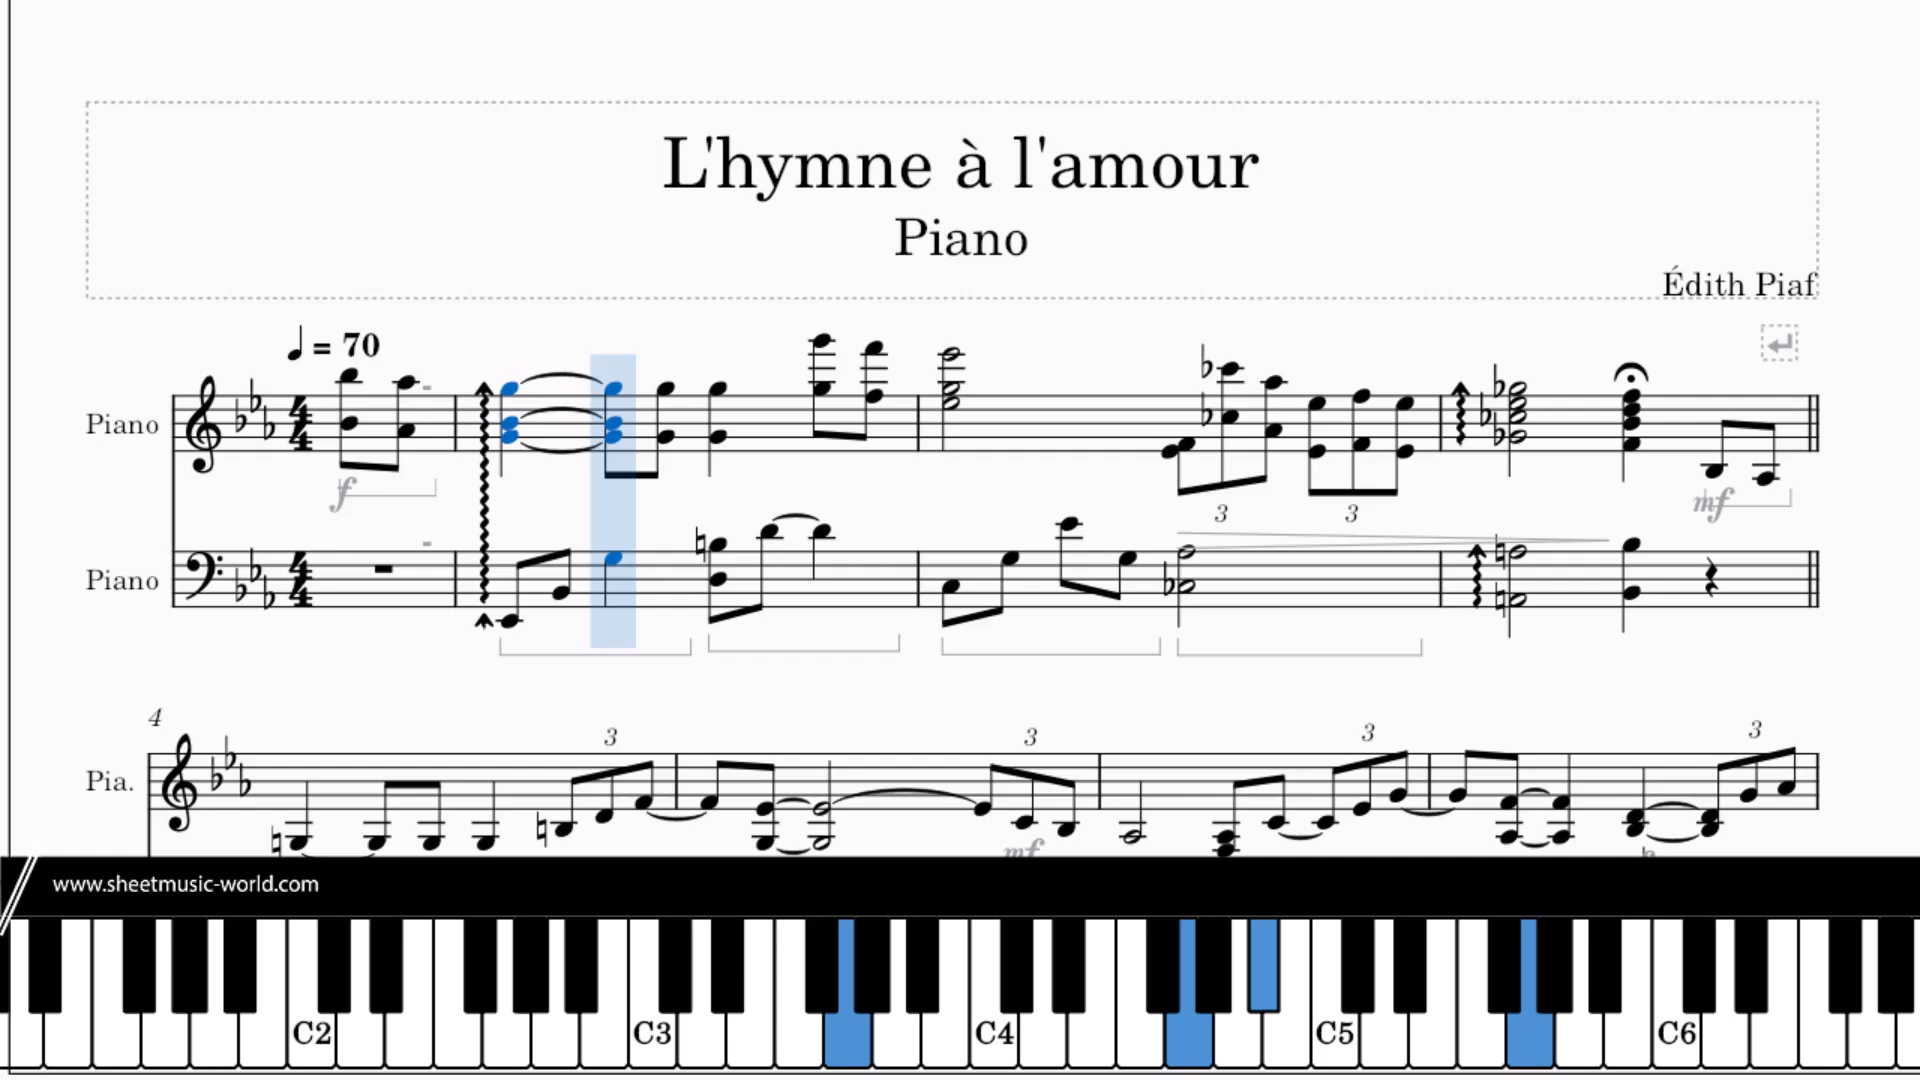 L'hymne à l'amour
Piano
Édith Piaf
= 70
Piano
f
mf
3 3
Piano
4
3 3 3 3
Pia.
mf
www.sheetmusic-world.com
C2 C3 C4 C5 C6